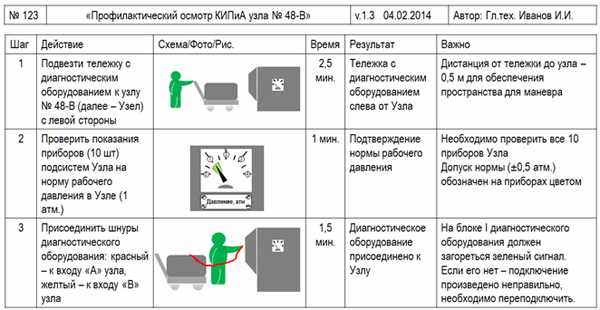 № 123 «Профилактический осмотр КИПиА узла № 48-В» v.1.3 04.02.2014 Автор: Гл.тех. Иванов И.И.
Шаг Действие Схема/Фото/Рис. Время Результат Важно
1 Подвезти тележку с 2,5 Тележка с Дистанция от тележки до узла –
диагностическим мин. диагностическим 0,5 м для обеспечения
оборудованием к узлу оборудованием пространства для маневра
№ 48-В (далее – Узел) слева от Узла
с левой стороны
2 Проверить показания 1 мин. Подтверждение Необходимо проверить все 10
приборов (10 шт) нормы рабочего приборов Узла
подсистем Узла на давления Допуск нормы (±0,5 атм.)
норму рабочего обозначен на приборах цветом
давления в Узле (1
атм.)
Давление, атм
3 Присоединить шнуры 1,5 Диагностическое На блоке I диагностического
диагностического мин. оборудование оборудования должен
оборудования: красный присоединено к загореться зеленый сигнал.
– к входу «А» узла, Узлу Если его нет – подключение
желтый – к входу «В» произведено неправильно,
узла необходимо переподключить.